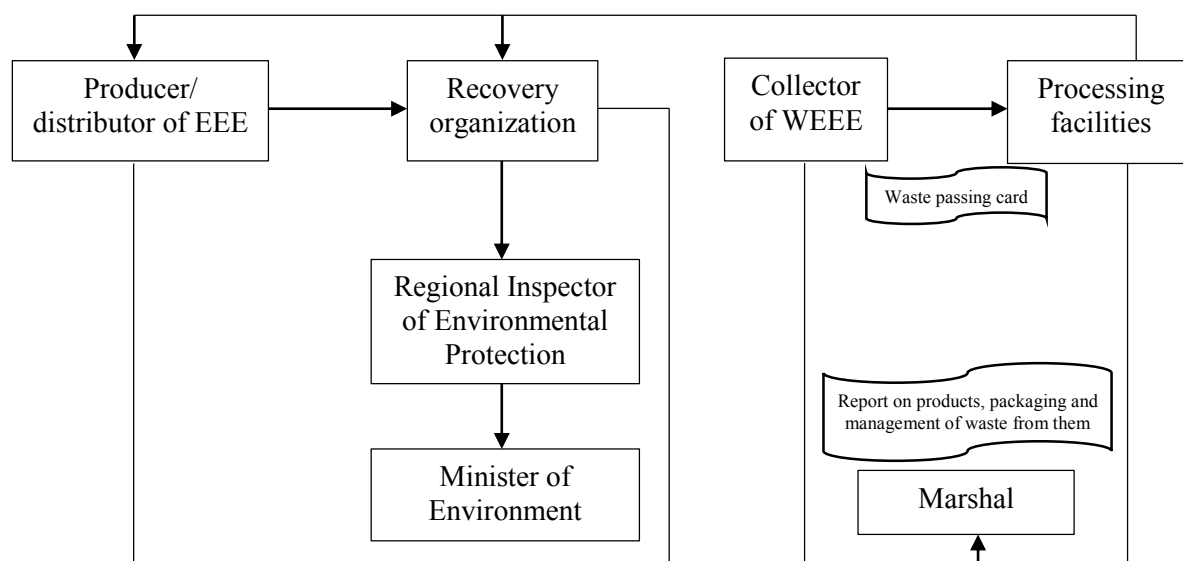 Producer/
distributor of EEE
Recovery
organization
Collector
of WEEE
Processing
facilities
Waste passing card
Regional Inspector
of Environmental
Protection
Report on products, packaging and
management of waste from them
Minister of
Environment
Marshal